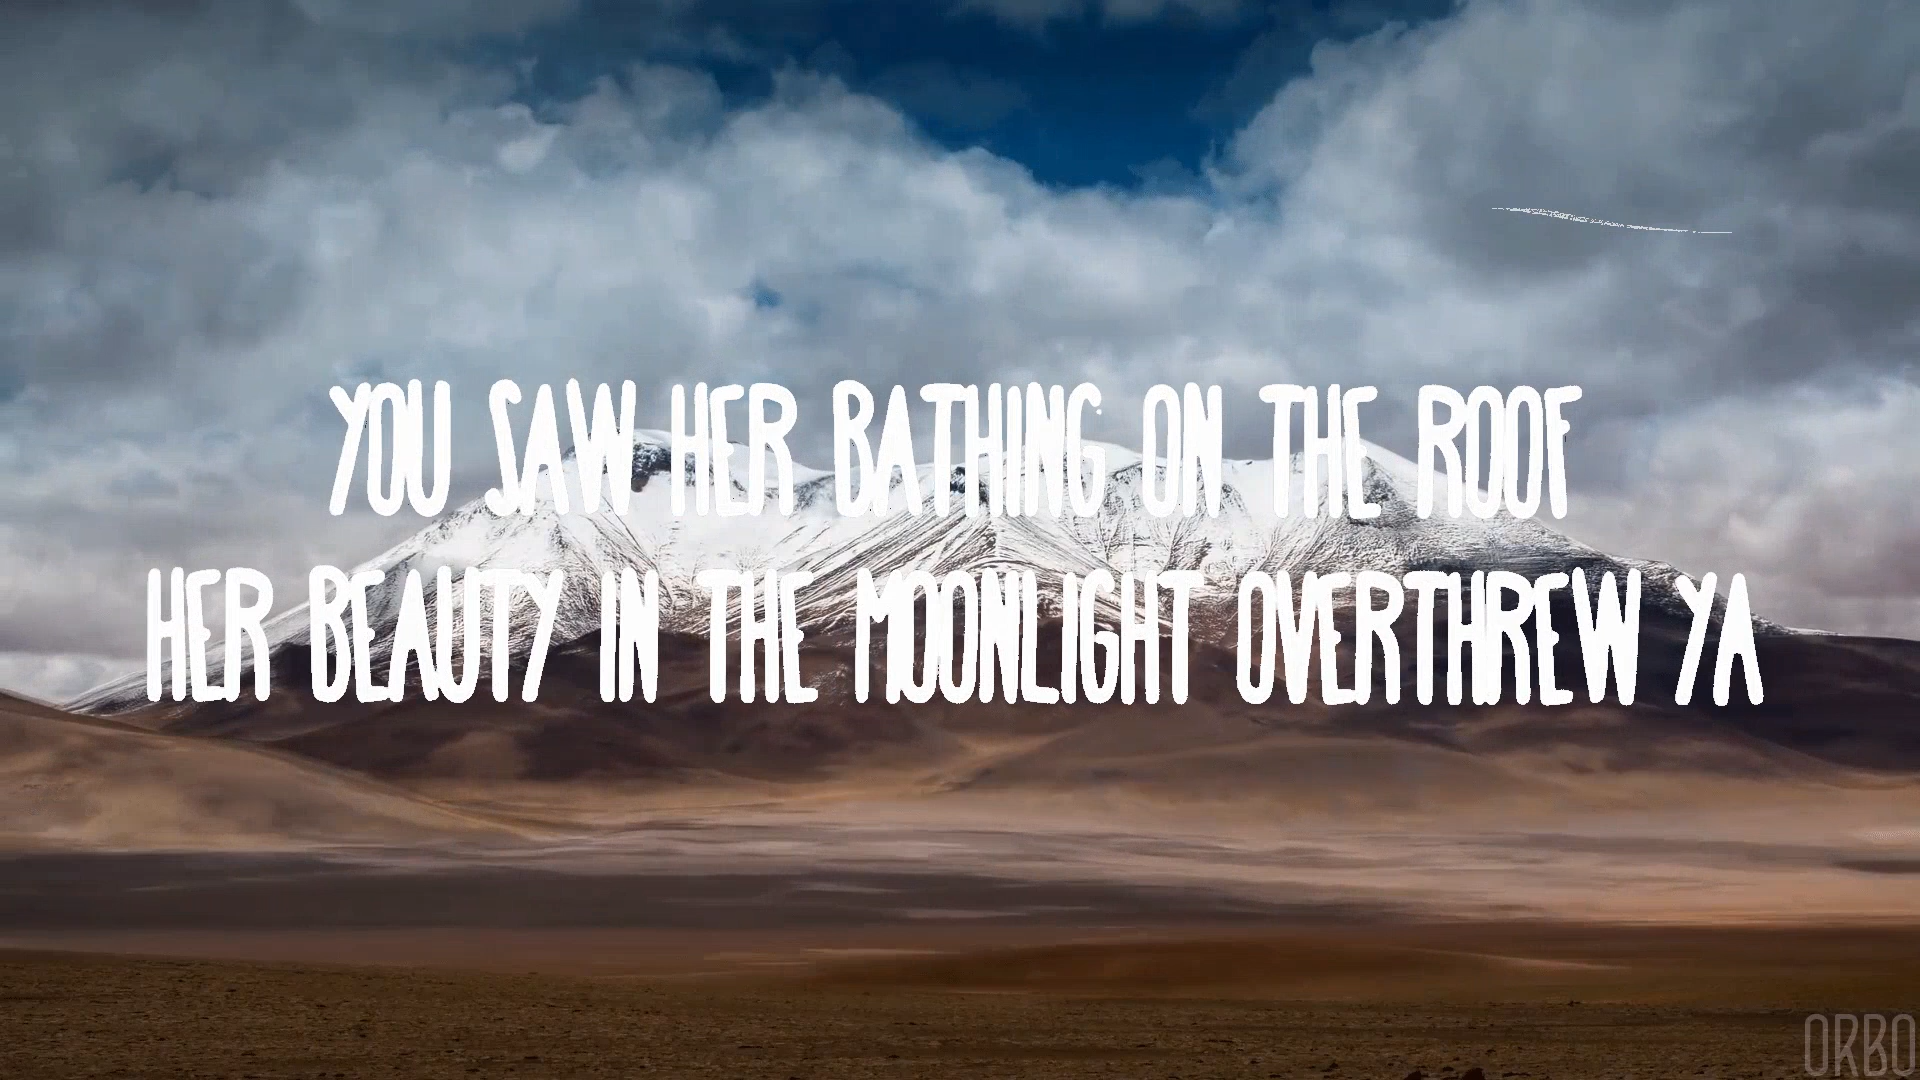 YOU SAW HER BATHING ON THE ROOF
HER BEAUTY IN THE MOONLIGHT OVERTHREW YA
ORBO